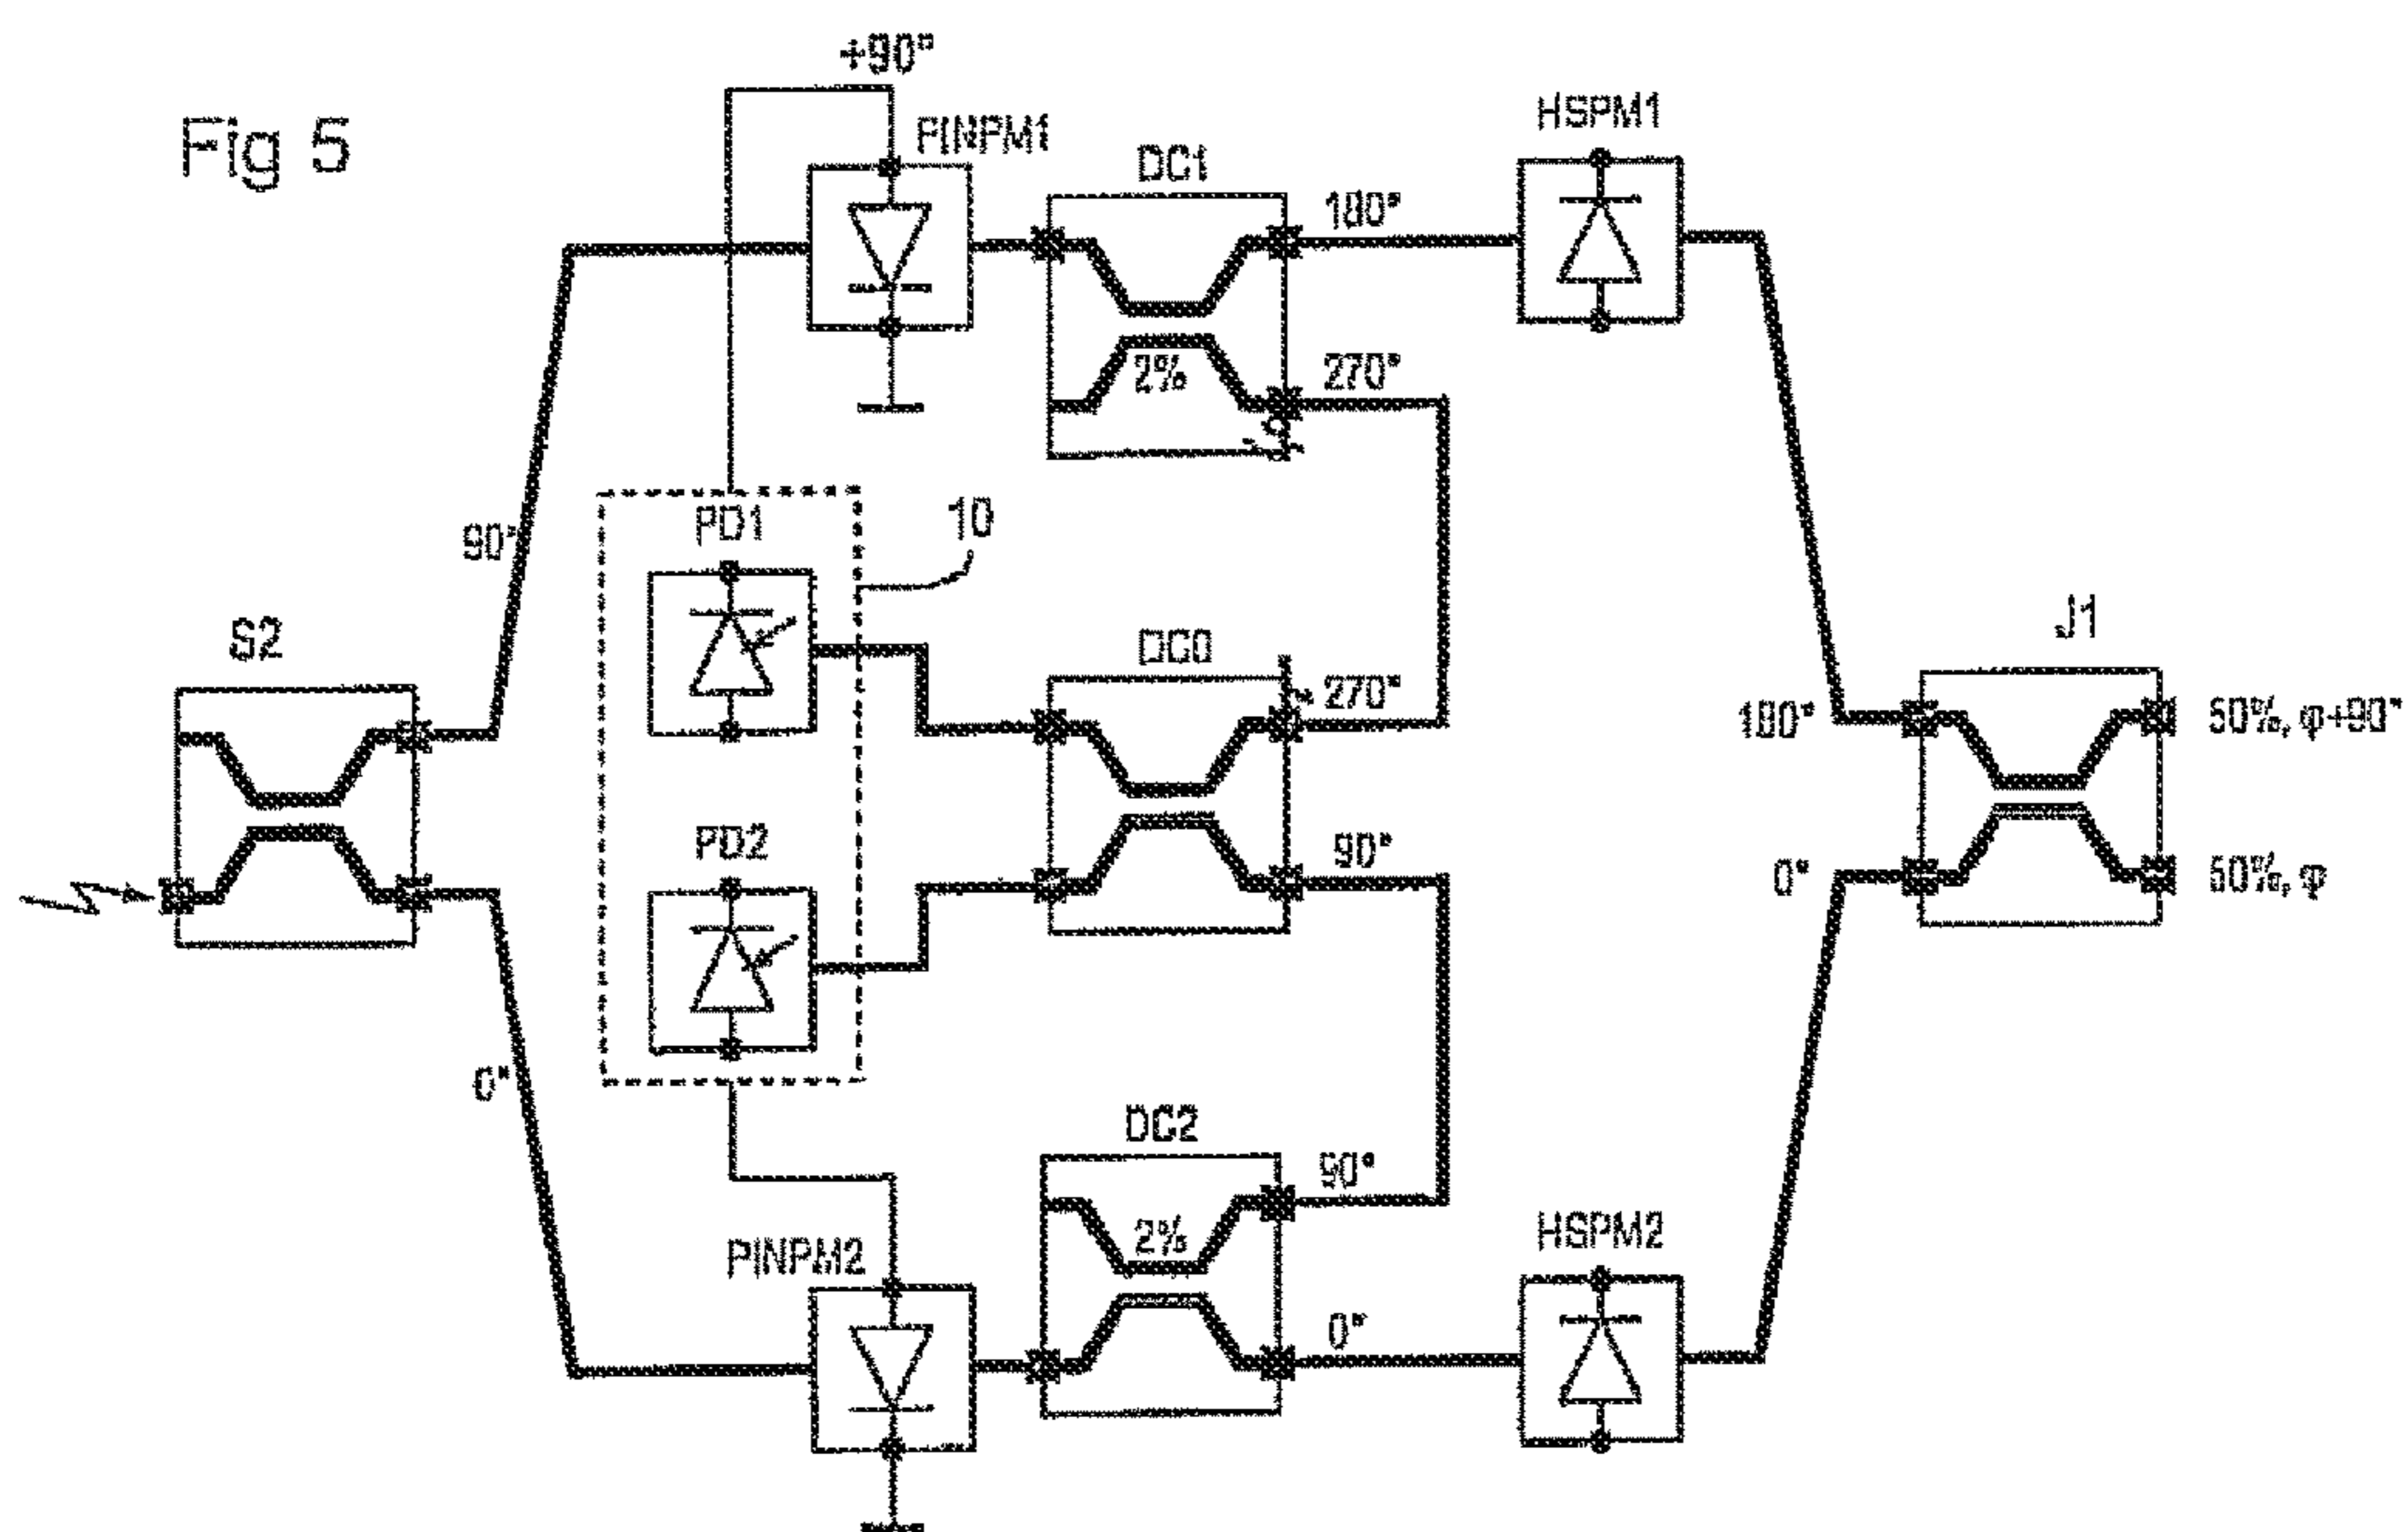 Fig 5
+90°
PINPM1
DC1
180°
2%
270°
HSPM1
90°
PD1
10
S2
DC0
270°
90°
PD2
J1
180°
50%, φ+90°
0°
50%, φ
0°
DC2
90°
2%
0°
PINPM2
HSPM2